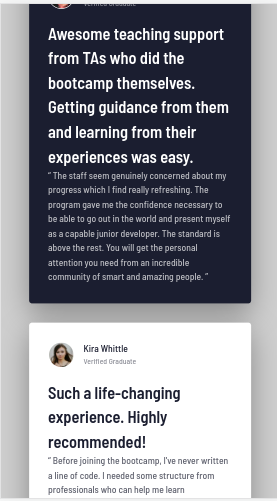 Verified Graduate
Awesome teaching support
from TAs who did the
bootcamp themselves.
Getting guidance from them
and learning from their
experiences was easy.
“ The staff seem genuinely concerned about my
progress which I find really refreshing. The
program gave me the confidence necessary to
be able to go out in the world and present myself
as a capable junior developer. The standard is
above the rest. You will get the personal
attention you need from an incredible
community of smart and amazing people. ”
Kira Whittle
Verified Graduate
Such a life-changing
experience. Highly
recommended!
“ Before joining the bootcamp, I’ve never written
a line of code. I needed some structure from
professionals who can help me learn